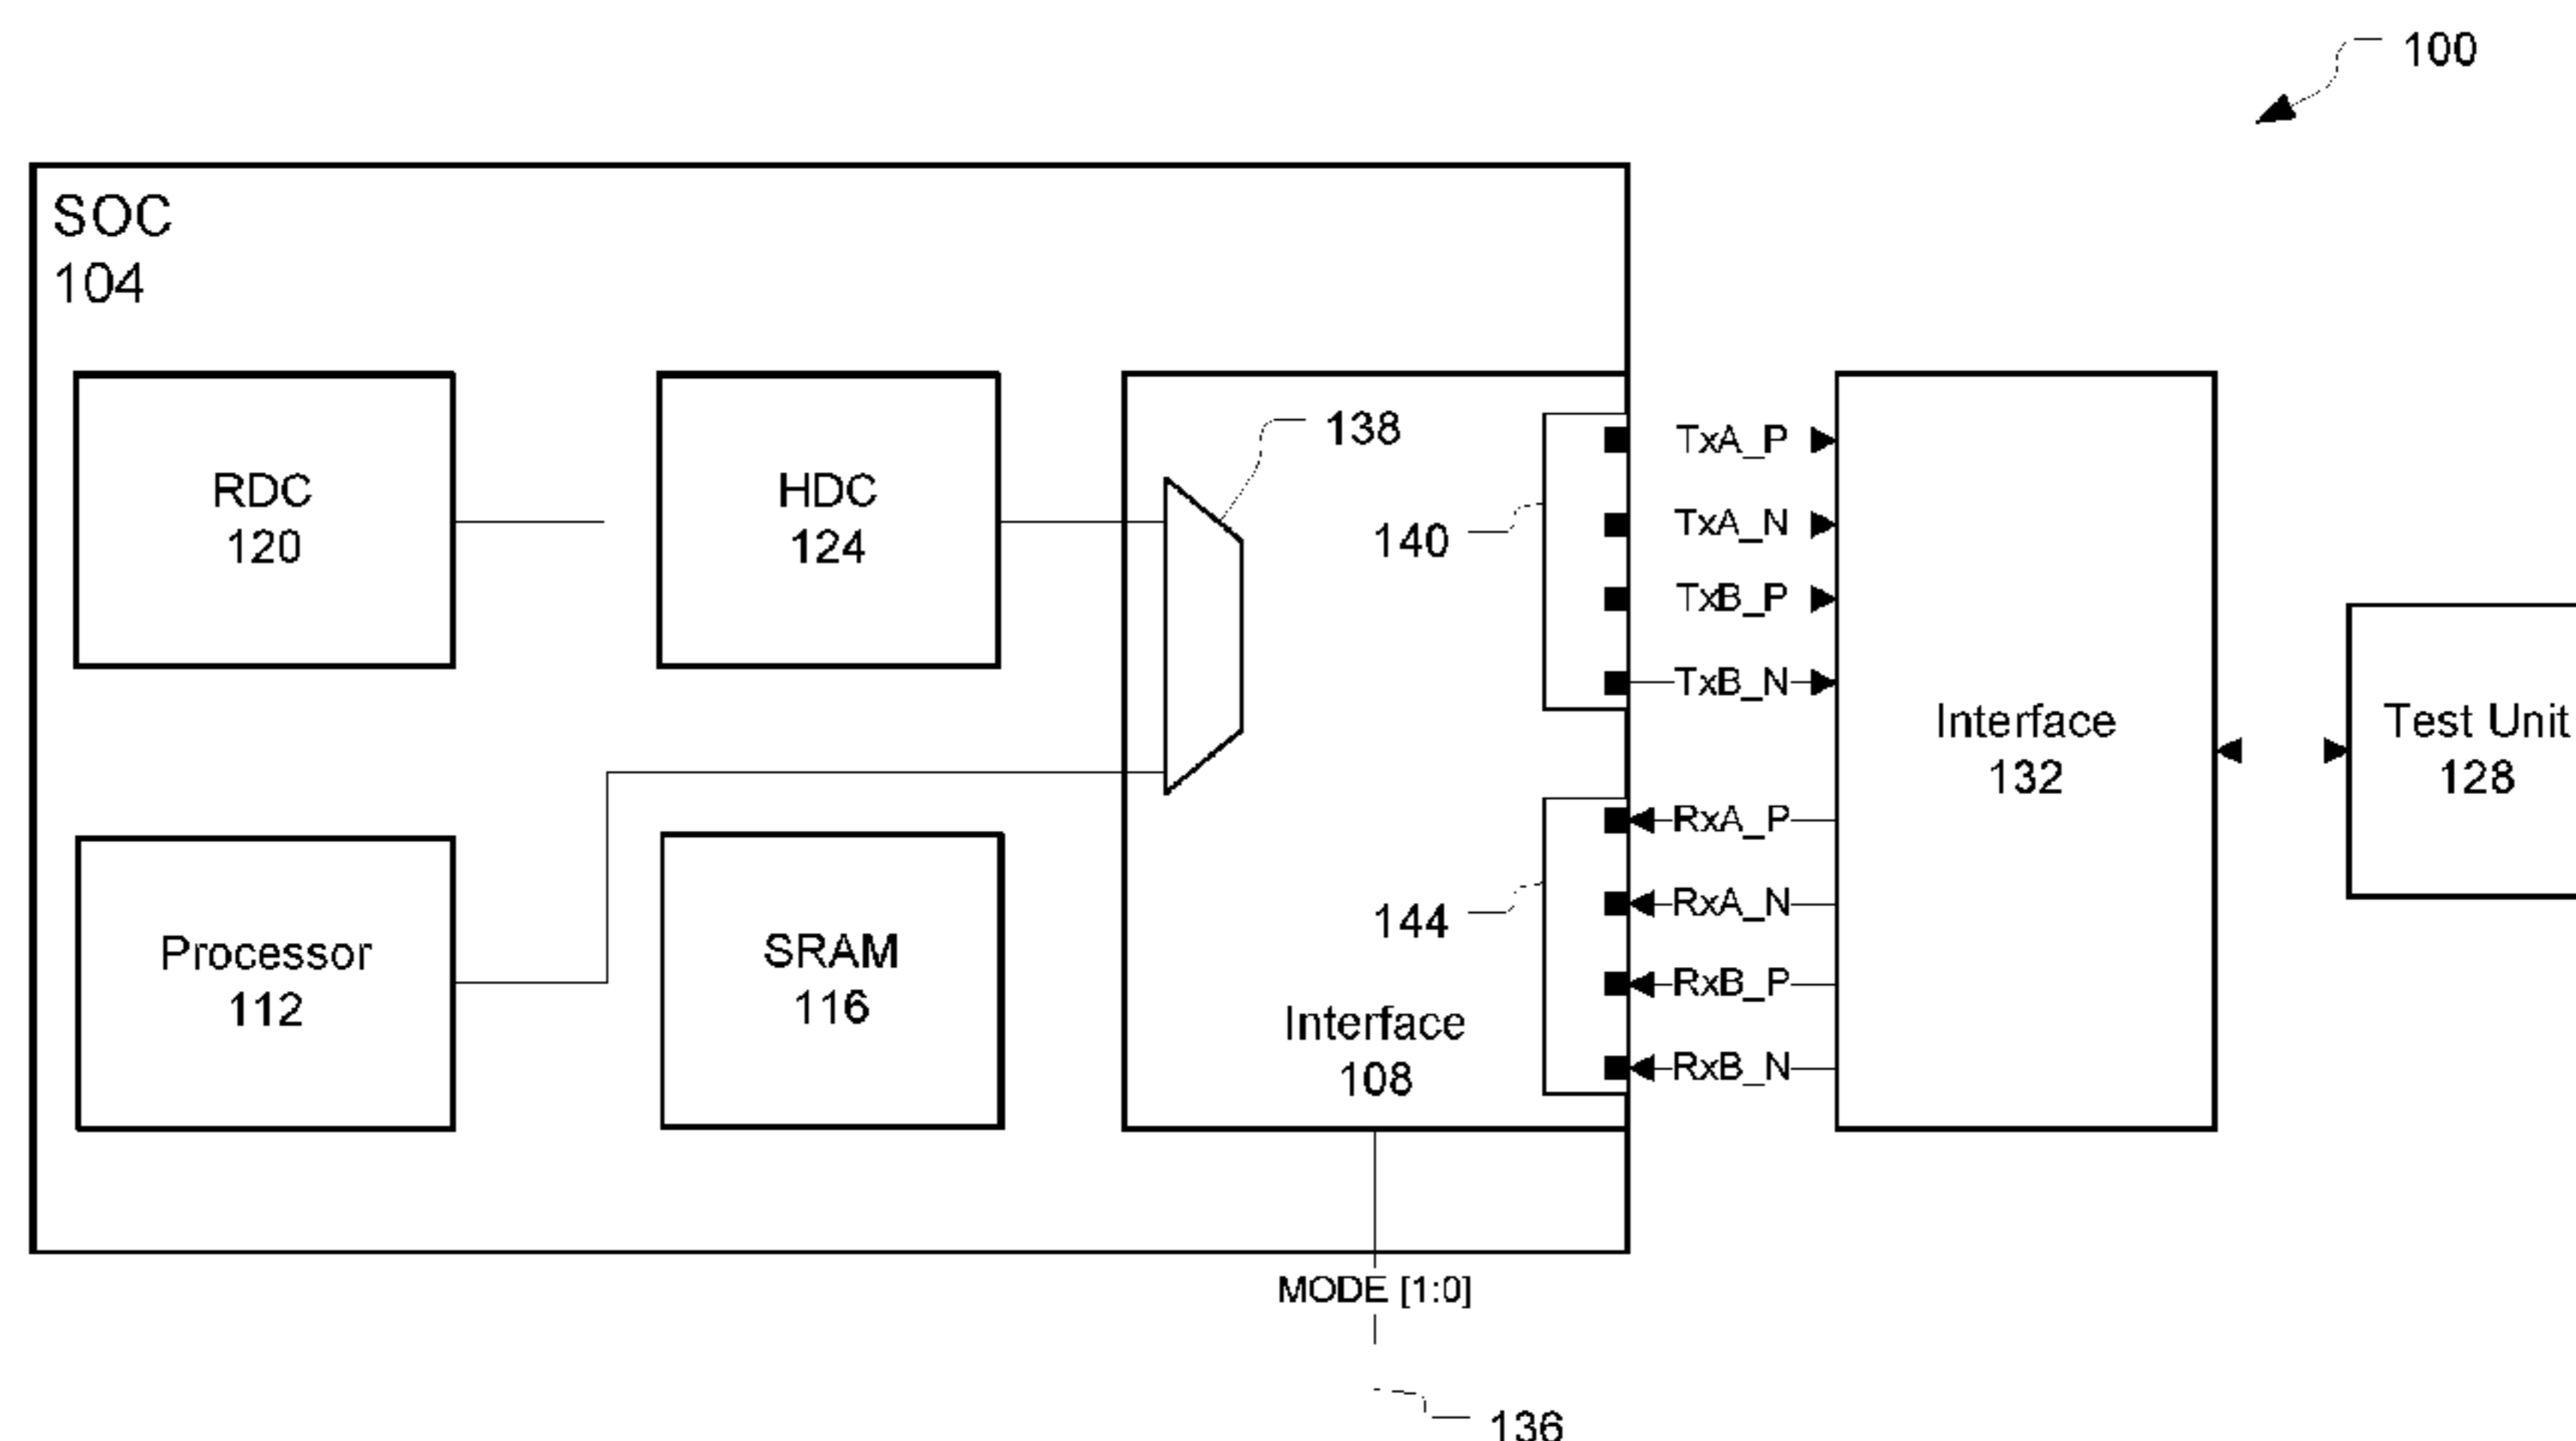 100
SOC
104
RDC
120
HDC
124
138
140
TxA_P
TxA_N
TxB_P
TxB_N
Interface
132
Test Unit
128
Processor
112
SRAM
116
144
RxA_P
RxA_N
RxB_P
RxB_N
Interface
108
MODE [1:0]
136